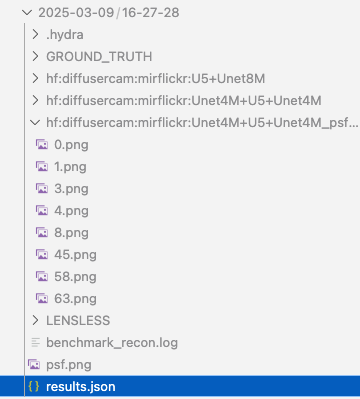 2025-03-09/16-27-28
.hydra
GROUND_TRUTH
hf:diffusercam:mirflickr:U5+Unet8M
hf:diffusercam:mirflickr:Unet4M+U5+Unet4M
hf:diffusercam:mirflickr:Unet4M+U5+Unet4M_psf...
0.png
1.png
3.png
4.png
8.png
45.png
58.png
63.png
LENSLESS
benchmark_recon.log
psf.png
{} results.json